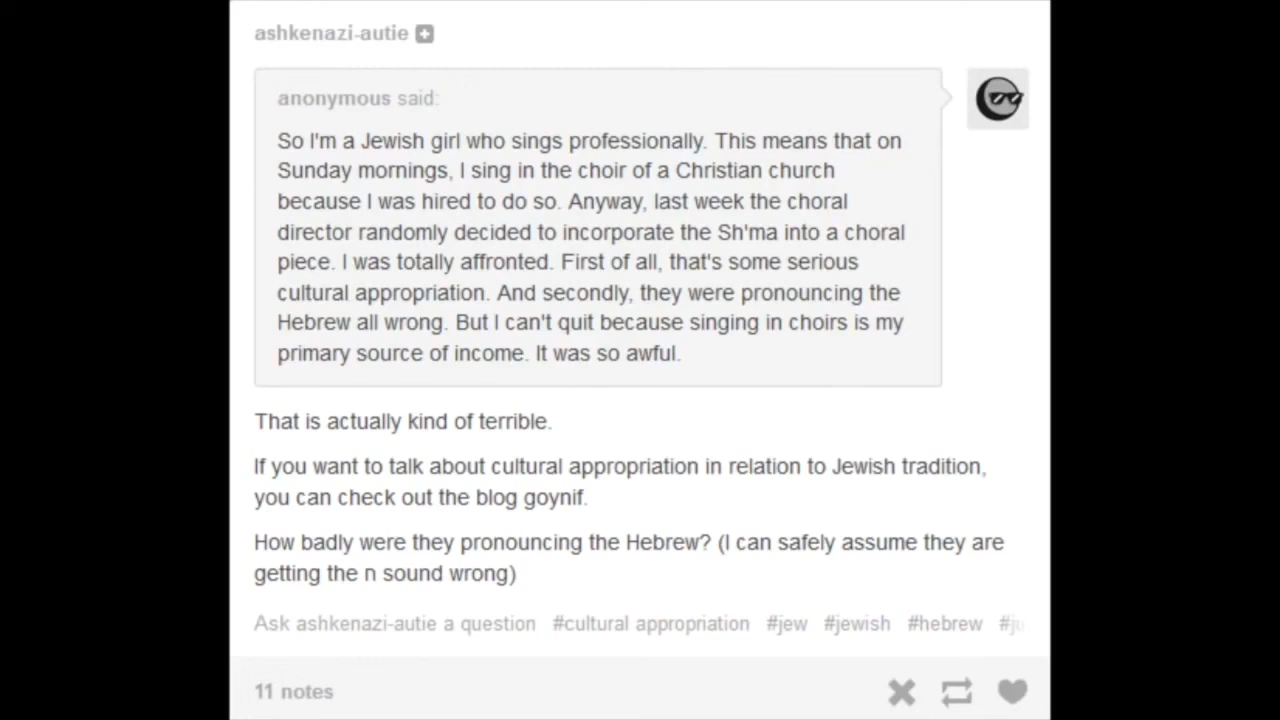 ashkenazi-autie
anonymous said:
So I'm a Jewish girl who sings professionally. This means that on
Sunday mornings, I sing in the choir of a Christian church
because I was hired to do so. Anyway, last week the choral
director randomly decided to incorporate the Sh'ma into a choral
piece. I was totally affronted. First of all, that's some serious
cultural appropriation. And secondly, they were pronouncing the
Hebrew all wrong. But I can't quit because singing in choirs is my
primary source of income. It was so awful.
That is actually kind of terrible.
If you want to talk about cultural appropriation in relation to Jewish tradition,
you can check out the blog goynif.
How badly were they pronouncing the Hebrew? (I can safely assume they are
getting the ח sound wrong)
Ask ashkenazi-autie a question #cultural appropriation #jew #jewish #hebrew #ju
11 notes